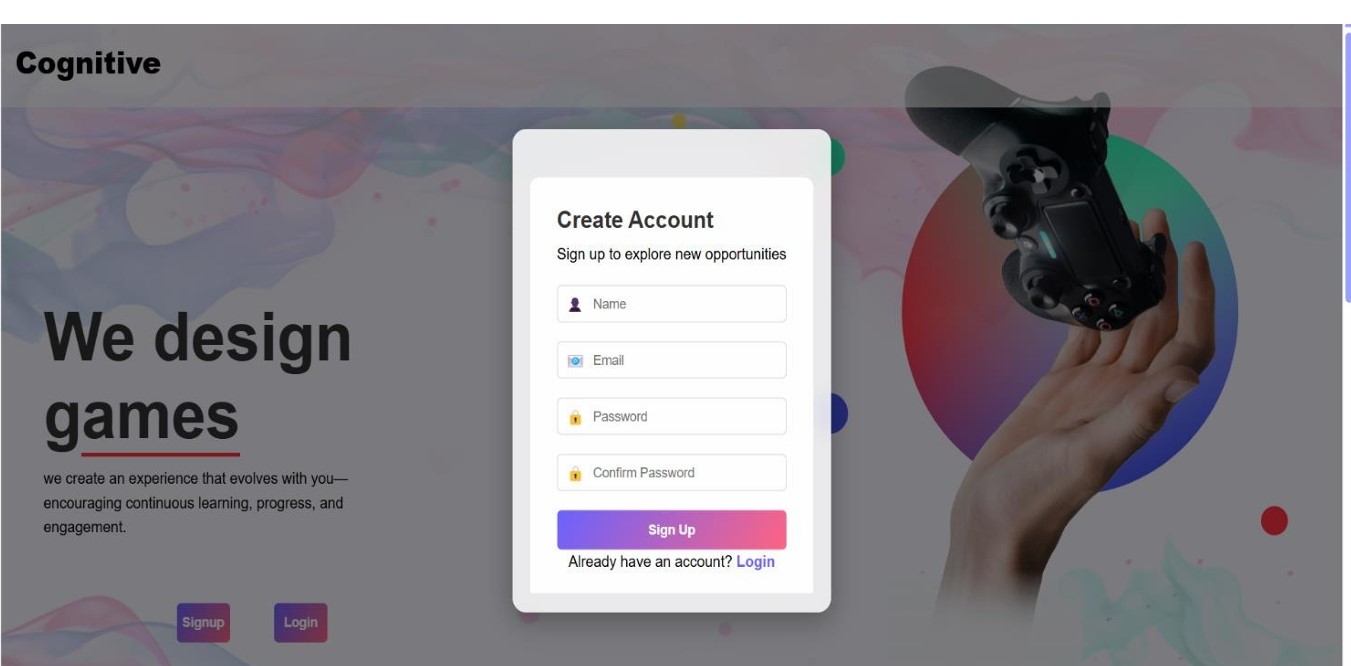 Cognitive
We design
games
we create an experience that evolves with you—
encouraging continuous learning, progress, and
engagement.
Signup
Login
Create Account
Sign up to explore new opportunities
Name
Email
Password
Confirm Password
Sign Up
Already have an account? Login